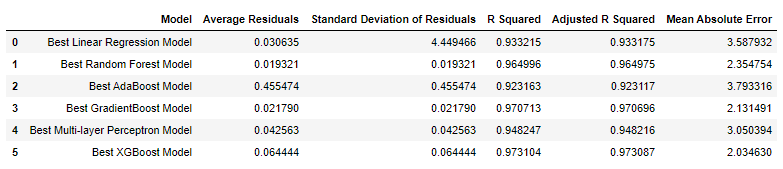 Model Average Residuals Standard Deviation of Residuals R Squared Adjusted R Squared Mean Absolute Error
0 Best Linear Regression Model 0.030635 4.449466 0.933215 0.933175 3.587932
1 Best Random Forest Model 0.019321 0.019321 0.964996 0.964975 2.354754
2 Best AdaBoost Model 0.455474 0.455474 0.923163 0.923117 3.793316
3 Best GradientBoost Model 0.021790 0.021790 0.970713 0.970696 2.131491
4 Best Multi-layer Perceptron Model 0.042563 0.042563 0.948247 0.948216 3.050394
5 Best XGBoost Model 0.064444 0.064444 0.973104 0.973087 2.034630